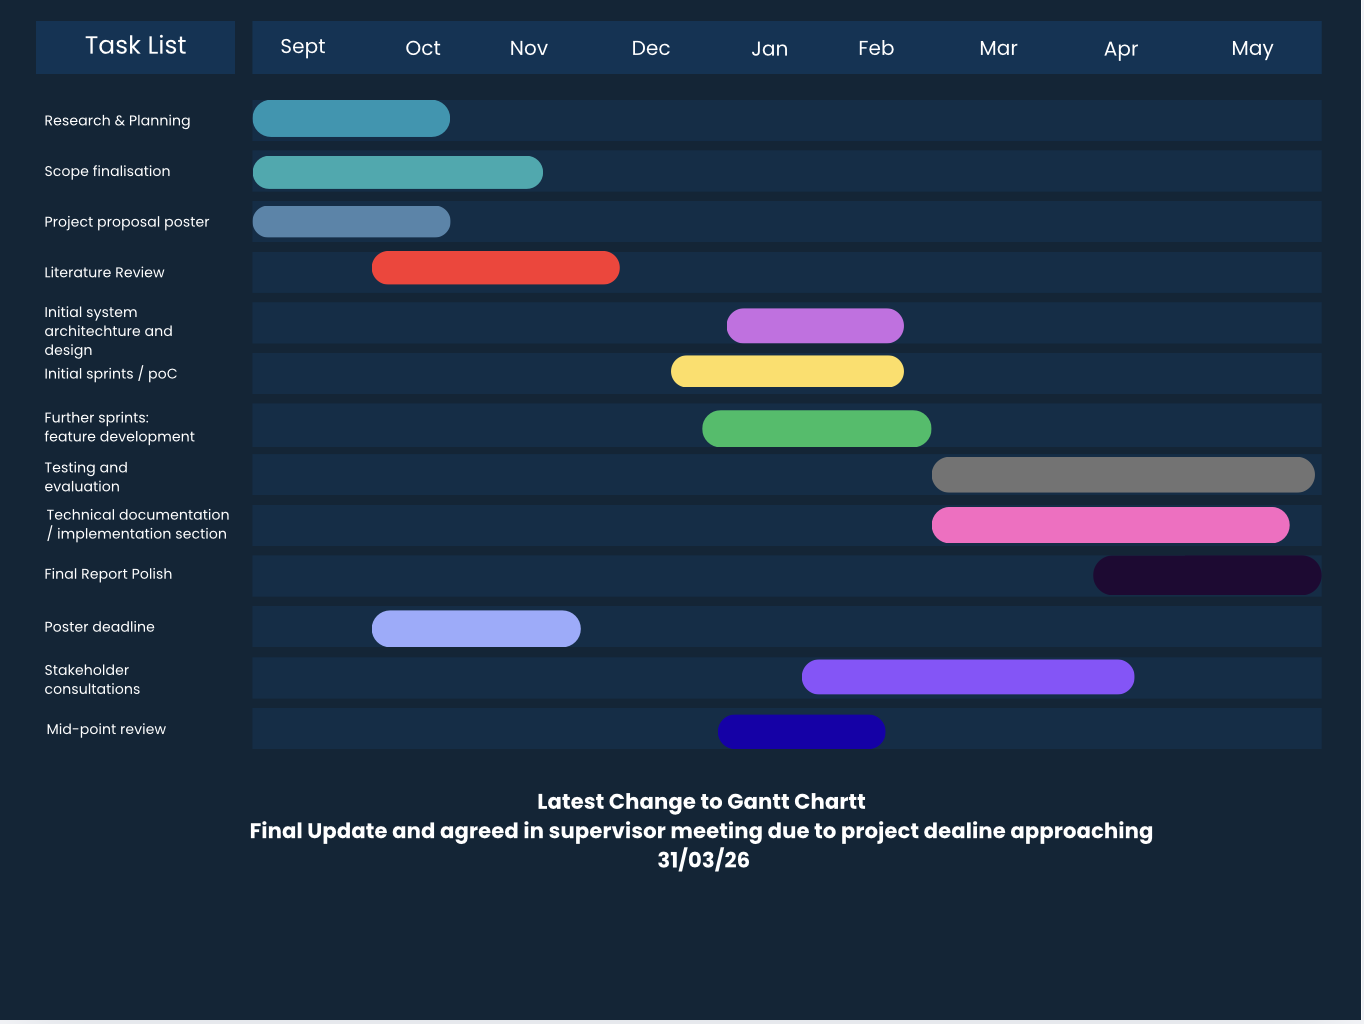 Task List
Sept Oct Nov Dec Jan Feb Mar Apr May
Research & Planning
Scope finalisation
Project proposal poster
Literature Review
Initial system
architechture and
design
Initial sprints / poC
Further sprints:
feature development
Testing and
evaluation
Technical documentation
/ implementation section
Final Report Polish
Poster deadline
Stakeholder
consultations
Mid-point review
Latest Change to Gantt Chartt
Final Update and agreed in supervisor meeting due to project dealine approaching
31/03/26